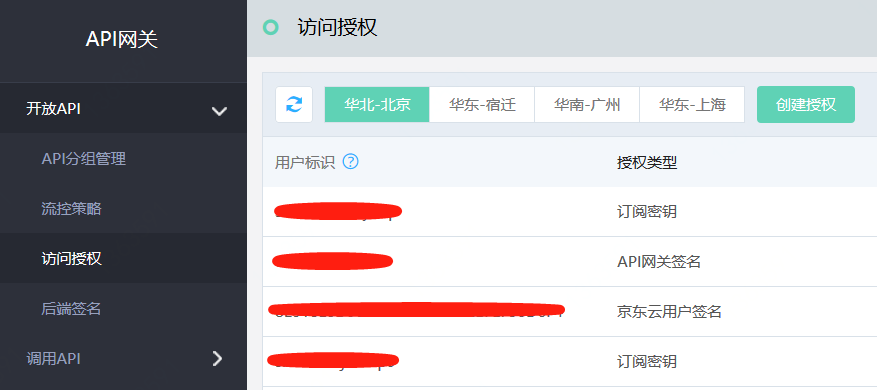 API网关
访问授权
开放API
华北-北京 华东-宿迁 华南-广州 华东-上海 创建授权
API分组管理
用户标识 ? 授权类型
流控策略
订阅密钥
访问授权
API网关签名
后端签名
京东云用户签名
调用API
订阅密钥